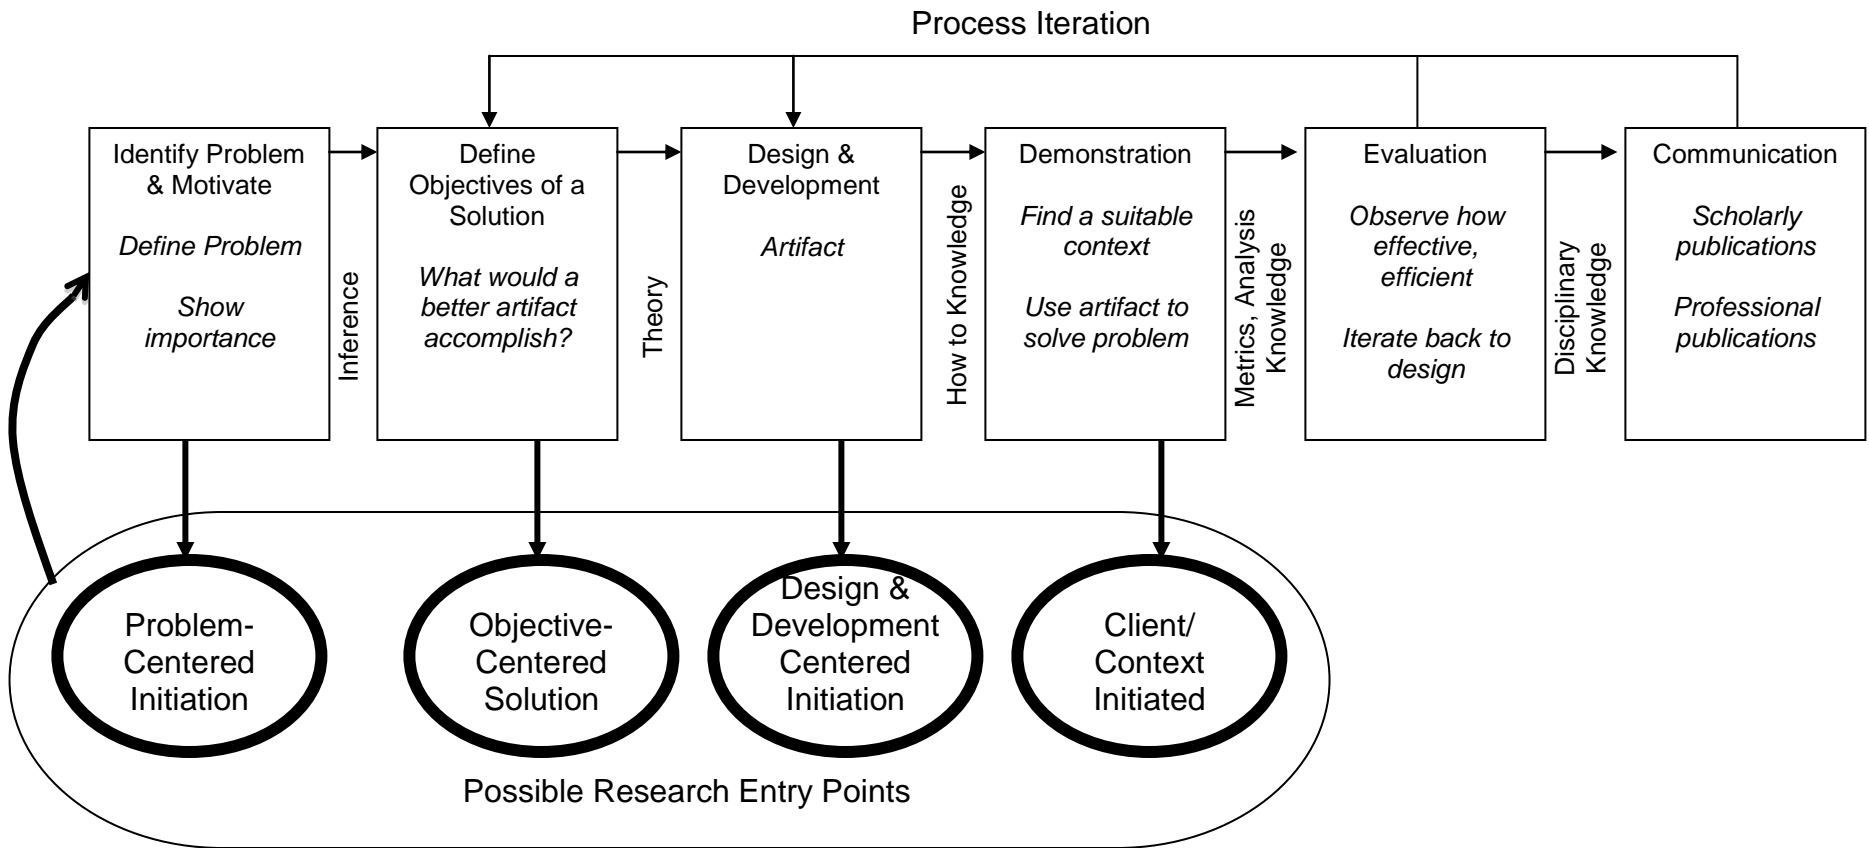 Process Iteration
Identify Problem
& Motivate
Define Problem
Show
importance
Inference
Define
Objectives of a
Solution
What would a
better artifact
accomplish?
Theory
Design &
Development
Artifact
How to Knowledge
Demonstration
Find a suitable
context
Use artifact to
solve problem
Metrics, Analysis
Knowledge
Evaluation
Observe how
effective,
efficient
Iterate back to
design
Disciplinary
Knowledge
Communication
Scholarly
publications
Professional
publications
Problem-
Centered
Initiation
Objective-
Centered
Solution
Design &
Development
Centered
Initiation
Client/
Context
Initiated
Possible Research Entry Points